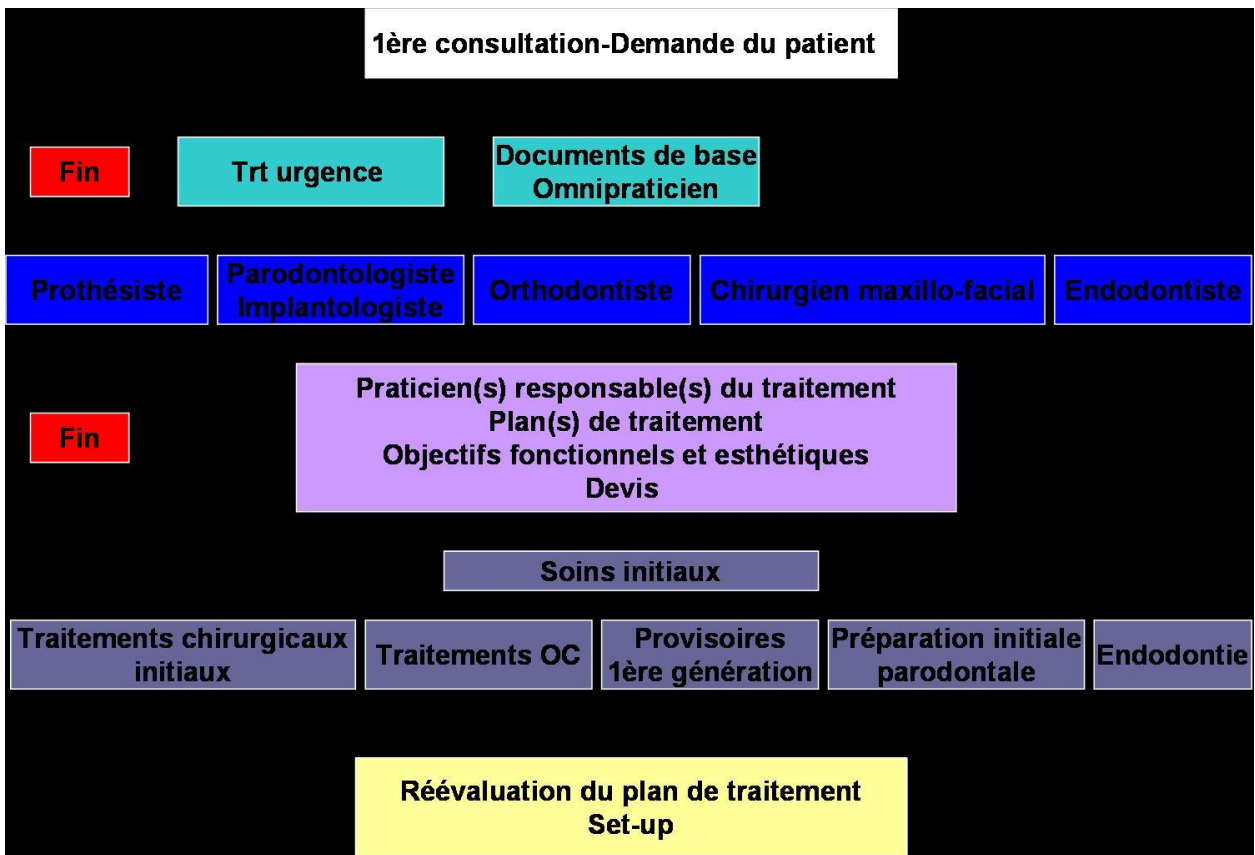 1ère consultation-Demande du patient
Fin
Trt urgence
Documents de base
Omnipraticien
Prothésiste
Parodontologiste
Implantologiste
Orthodontiste
Chirurgien maxillo-facial
Endodontiste
Fin
Praticien(s) responsable(s) du traitement
Plan(s) de traitement
Objectifs fonctionnels et esthétiques
Devis
Soins initiaux
Traitements chirurgicaux
initiaux
Traitements OC
Provisoires
1ère génération
Préparation initiale
parodontale
Endodontie
Réévaluation du plan de traitement
Set-up